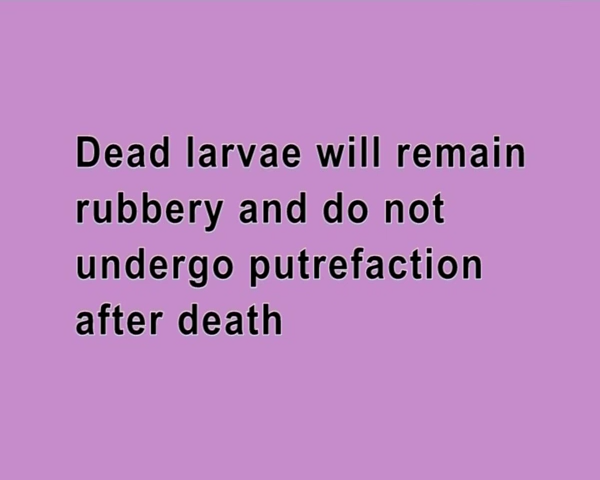 Dead larvae will remain
rubbery and do not
undergo putrefaction
after death